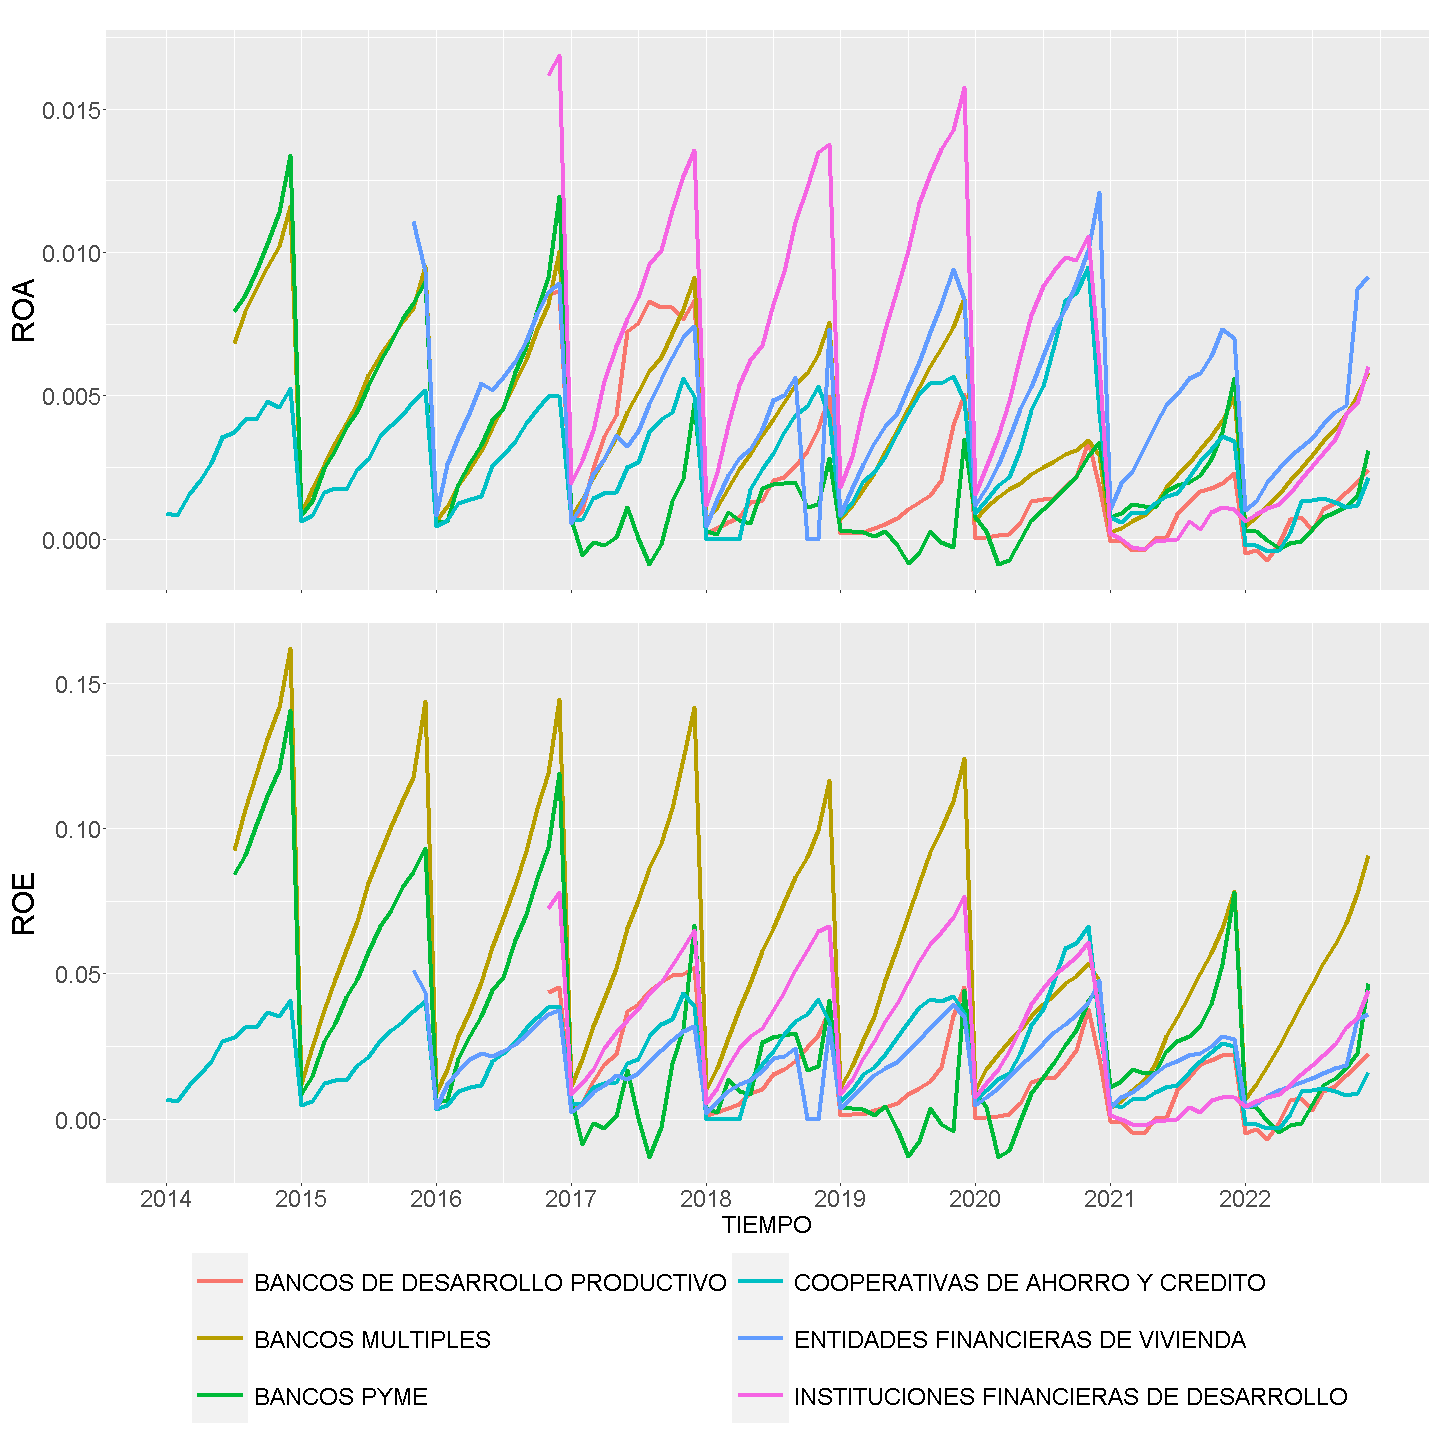 0.015
0.010
0.005
0.000
ROA
0.15
0.10
0.05
0.00
ROE
2014 2015 2016 2017 2018 2019 2020 2021 2022
TIEMPO
BANCOS DE DESARROLLO PRODUCTIVO
BANCOS MULTIPLES
BANCOS PYME
COOPERATIVAS DE AHORRO Y CREDITO
ENTIDADES FINANCIERAS DE VIVIENDA
INSTITUCIONES FINANCIERAS DE DESARROLLO